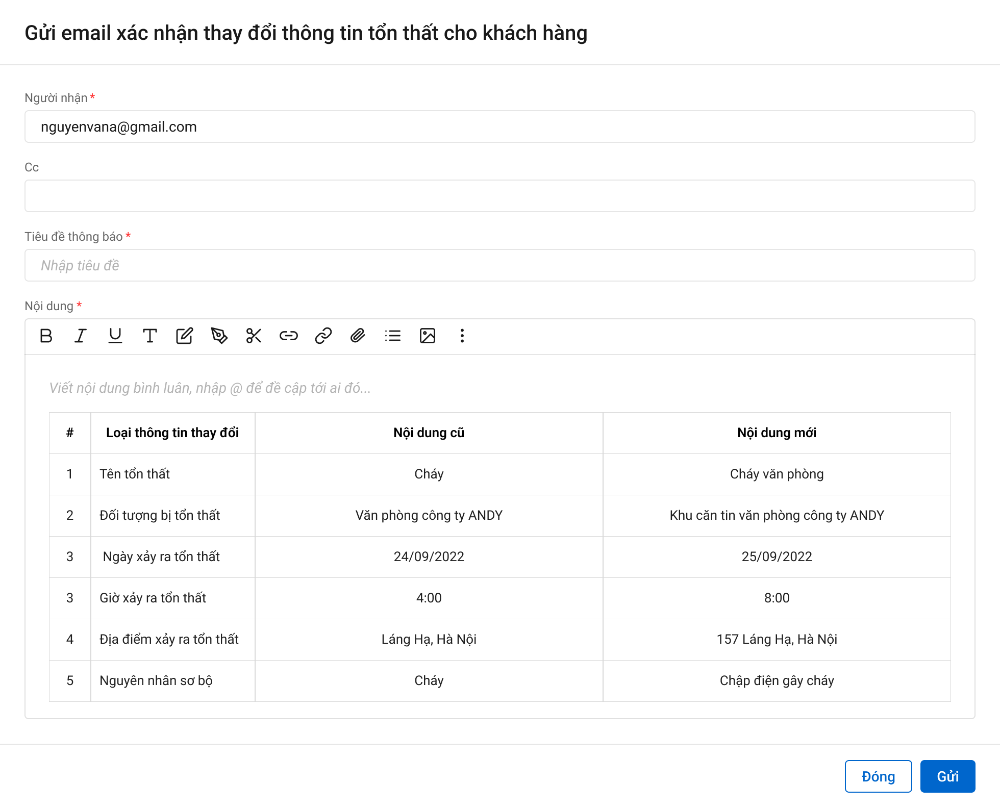 Gửi email xác nhận thay đổi thông tin tổn thất cho khách hàng
Người nhận *
nguyenvana@gmail.com
Cc
Tiêu đề thông báo *
Nhập tiêu đề
Nội dung *
Viết nội dung bình luân, nhập @ để đề cập tới ai đó...
# Loại thông tin thay đổi Nội dung cũ Nội dung mới
1 Tên tổn thất Cháy Cháy văn phòng
2 Đối tượng bị tổn thất Văn phòng công ty ANDY Khu căn tin văn phòng công ty ANDY
3 Ngày xảy ra tổn thất 24/09/2022 25/09/2022
3 Giờ xảy ra tổn thất 4:00 8:00
4 Địa điểm xảy ra tổn thất Láng Hạ, Hà Nội 157 Láng Hạ, Hà Nội
5 Nguyên nhân sơ bộ Cháy Chập điện gây cháy
Đóng Gửi